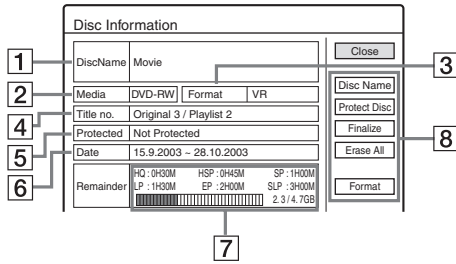 Disc Information
1 DiscName Movie Close
2 Media DVD-RW Format VR 3
Disc Name
4 Title no. Original 3 / Playlist 2
Protect Disc
5 Protected Not Protected
Finalize 8
6 Date 15.9.2003 ~ 28.10.2003
Erase All
Remainder
HQ : 0H30M HSP : 0H45M SP : 1H00M
LP : 1H30M EP : 2H00M SLP : 3H00M
2. 3 / 4. 7GB
Format
7